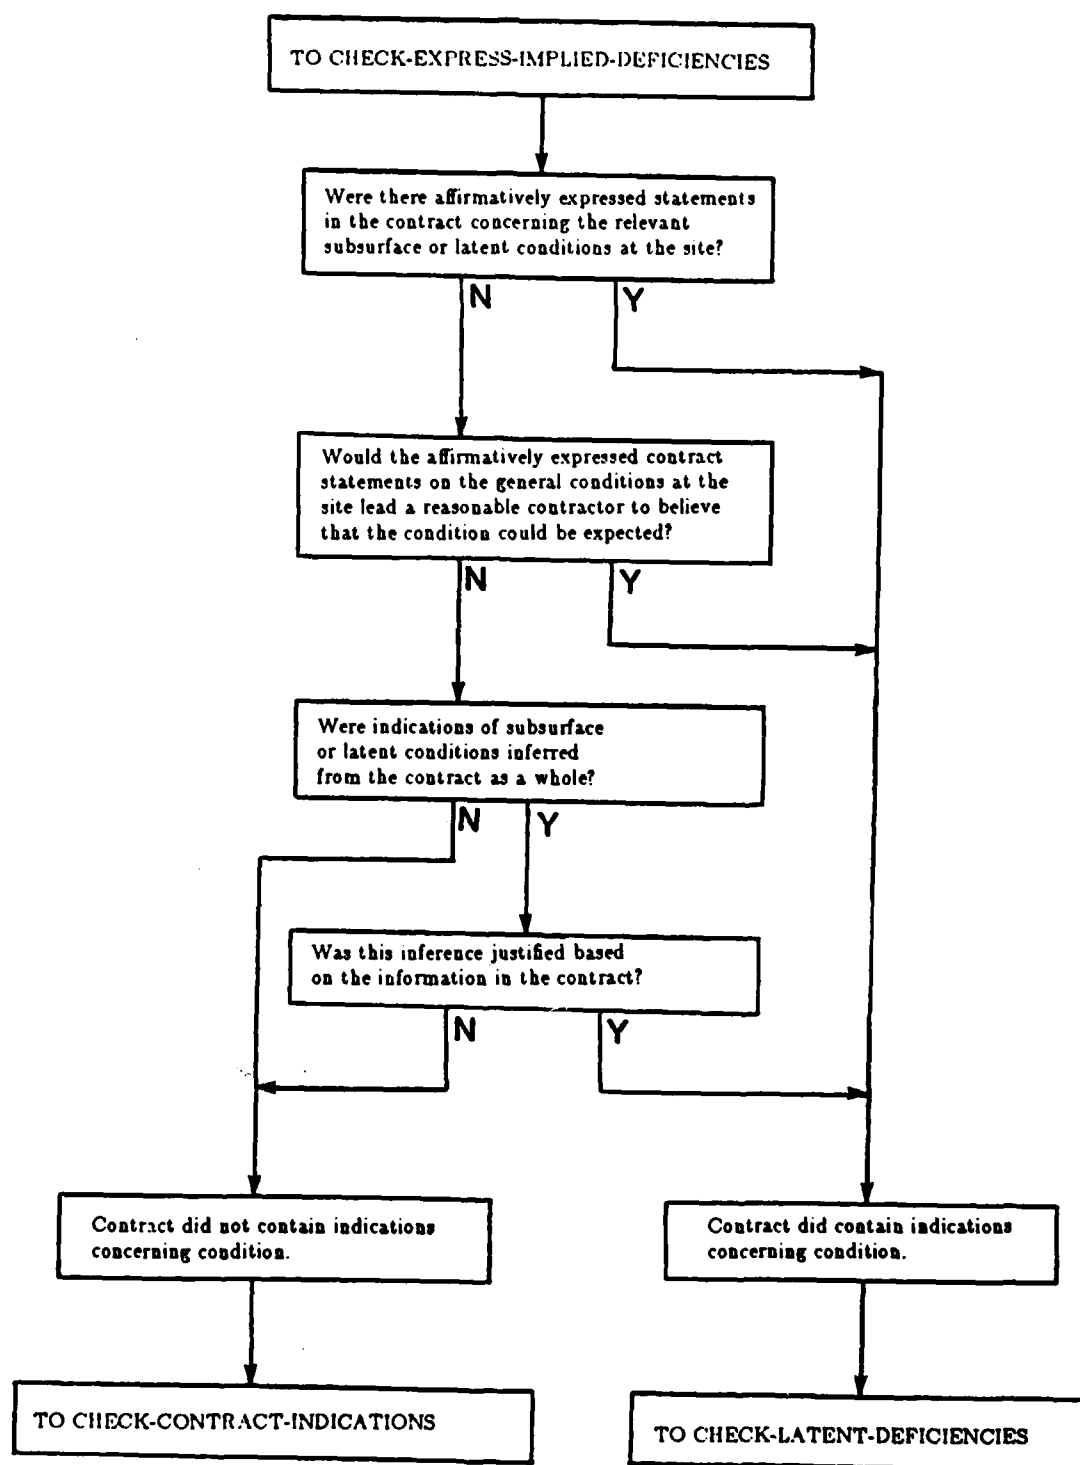 TO CHECK-EXPRESS-IMPLIED-DEFICIENCIES
Were there affirmatively expressed statements
in the contract concerning the relevant
subsurface or latent conditions at the site?
N
Y
Would the affirmatively expressed contract
statements on the general conditions at the
site lead a reasonable contractor to believe
that the condition could be expected?
N
Y
Were indications of subsurface
or latent conditions inferred
from the contract as a whole?
N
Y
Was this inference justified based
on the information in the contract?
N
Y
Contract did not contain indications
concerning condition.
Contract did contain indications
concerning condition.
TO CHECK-CONTRACT-INDICATIONS
TO CHECK-LATENT-DEFICIENCIES